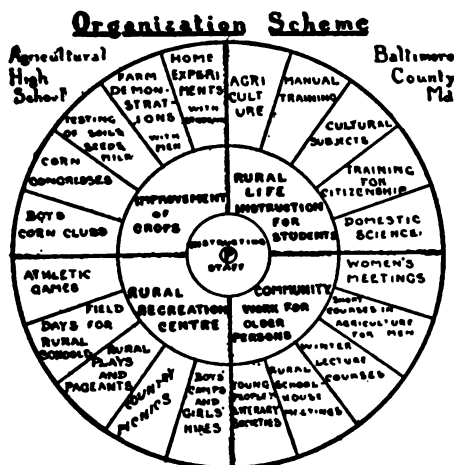 Organization Scheme
Agricultural
High
School
Baltimore
County
Md
HOME
EXPERI
MENTS
WITH
FARM
DEMON-
STRAT-
IONS
WITH
MEN
TESTING
OF SOILS
SEEDS
MILK
CORN
CONGRESSES
BOYS
CORN CLUBS
AGRI
CULT
URE
MANUAL
TRAINING
CULTURAL
SUBJECTS
TRAINING
FOR
CITIZENSHIP
DOMESTIC
SCIENCE
IMPROVEMENT
OF
CROPS
RURAL
LIFE
INSTRUCTION
FOR
STUDENTS
INSTRUCTING
STAFF
RURAL
RECREATION
CENTRE
COMMUNITY
WORK FOR
OLDER
PERSONS
ATHLETIC
GAMES
FIELD
DAYS FOR
RURAL
SCHOOLS
RURAL
PLAYS
AND
PAGEANTS
COUNTRY
PICNICS
BOYS'
CAMPS
AND
GIRLS'
HIKES
WOMEN'S
MEETINGS
SHORT
COURSES IN
AGRICULTURE
FOR MEN
WINTER
LECTURE
COURSES
RURAL
SCHOOL
HOUSE
MEETINGS
YOUNG
PEOPLE'S
LITERARY
SOCIETIES